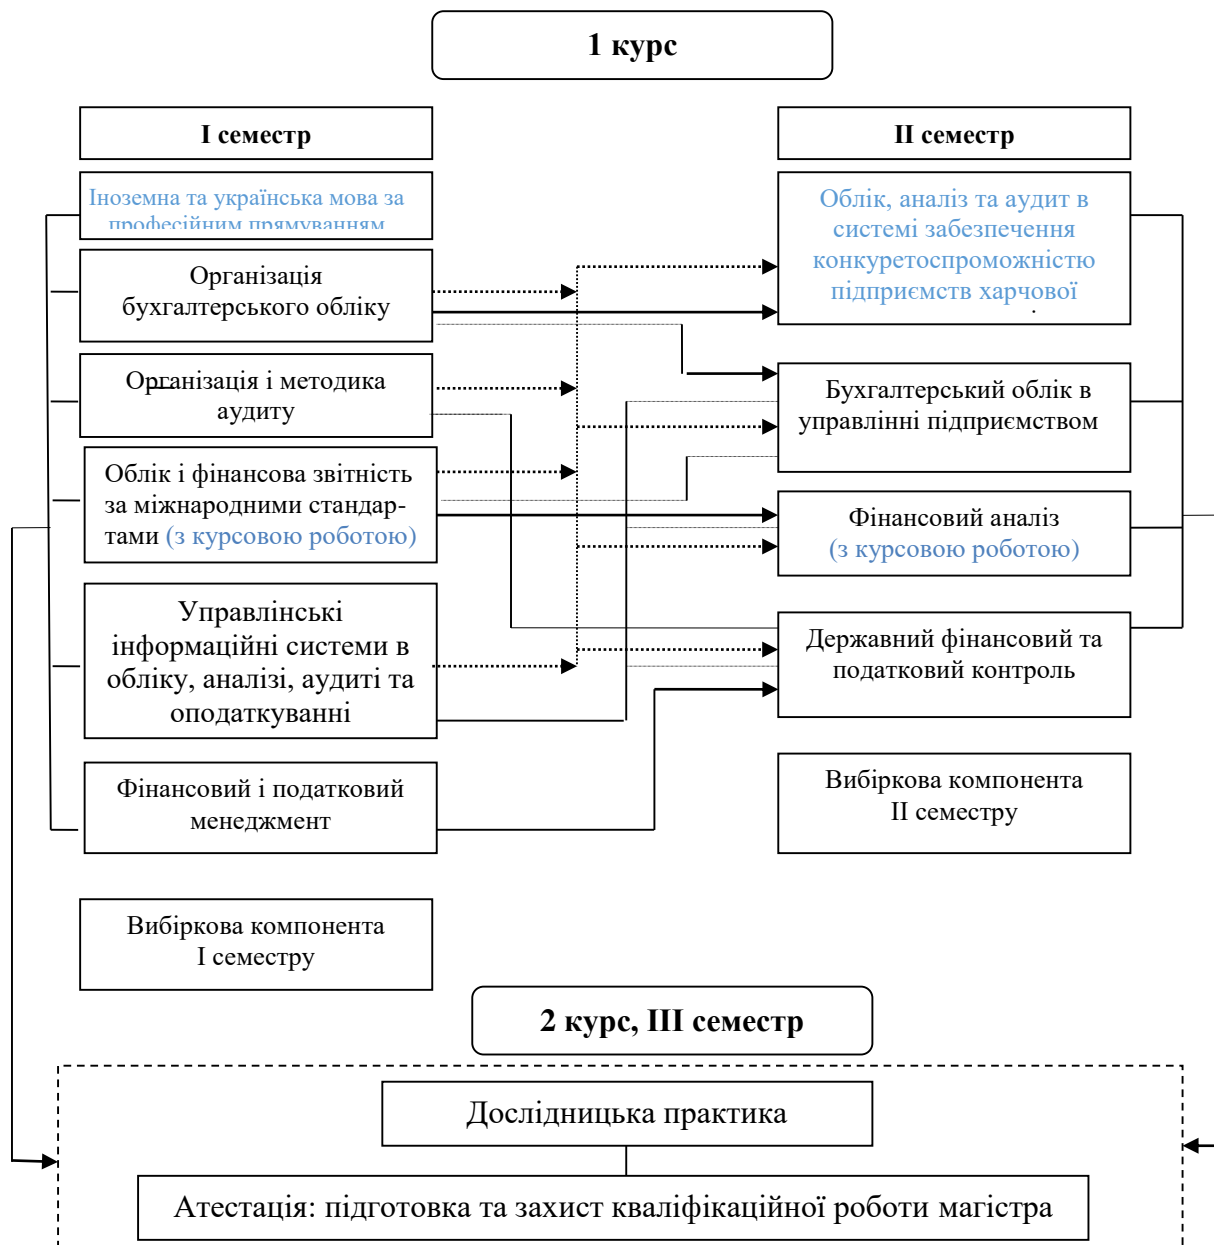 1 курс
I семестр
Іноземна та українська мова за
професійним прямуванням
Організація
бухгалтерського обліку
Організація і методика
аудиту
Облік і фінансова звітність
за міжнародними стандар-
тами (з курсовою роботою)
Управлінські
інформаційні системи в
обліку, аналізі, аудиті та
оподаткуванні
Фінансовий і податковий
менеджмент
Вибіркова компонента
I семестру
II семестр
Облік, аналіз та аудит в
системі забезпечення
конкуретоспроможністю
підприємств харчової
Бухгалтерський облік в
управлінні підприємством
Фінансовий аналіз
(з курсовою роботою)
Державний фінансовий та
податковий контроль
Вибіркова компонента
II семестру
2 курс, III семестр
Дослідницька практика
Атестація: підготовка та захист кваліфікаційної роботи магістра